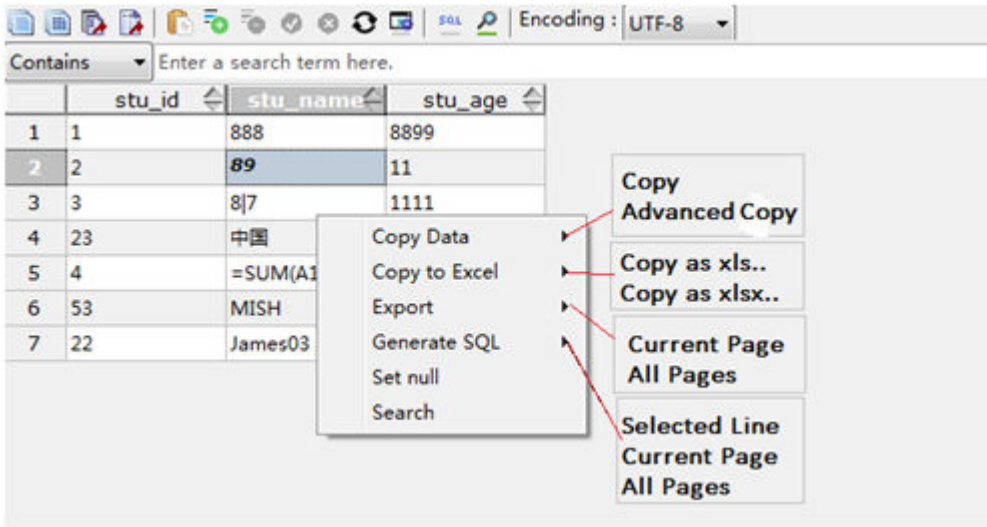 SQL Encoding : UTF-8
Contains Enter a search term here.
stu_id stu_name stu_age
1 1 888 8899
2 2 89 11
3 3 8|7 1111
4 23 中国
5 4 =SUM(A1
6 53 MISH
7 22 James03
Copy Data
Copy to Excel
Export
Generate SQL
Set null
Search
Copy
Advanced Copy
Copy as xls..
Copy as xlsx..
Current Page
All Pages
Selected Line
Current Page
All Pages